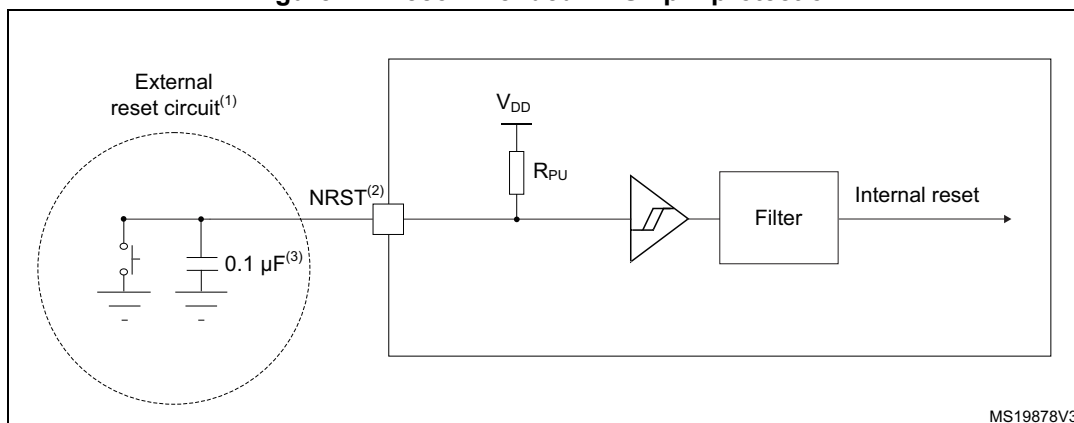 External
reset circuit(1)
VDD
RPU
NRST(2)
Filter
Internal reset
0.1 µF(3)
MS19878V3